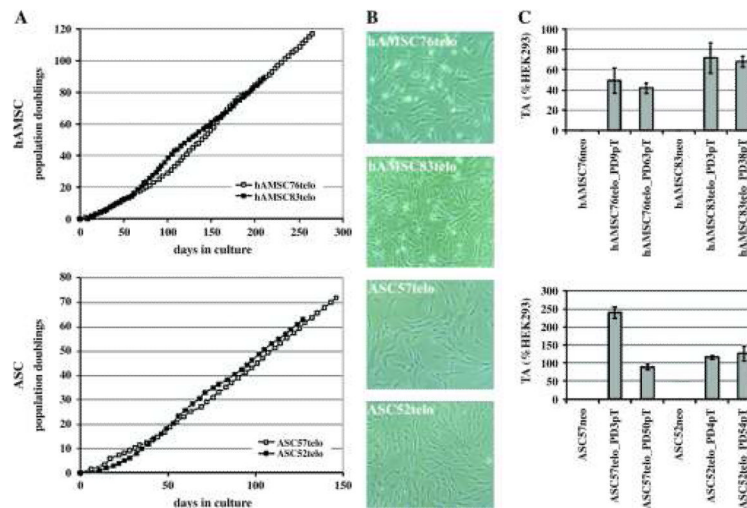 A
hAMSC
population doublings
120
100
80
60
40
20
0
hAMSC76telo
hAMSC83telo
0 50 100 150 200 250 300
days in culture
ASC
population doublings
80
70
60
50
40
30
20
10
0
ASC57telo
ASC52telo
0 50 100 150
days in culture
B
hAMSC76telo
hAMSC83telo
ASC57telo
ASC52telo
C
TA (%HEK293)
100
80
60
40
20
0
hAMSC76neo
hAMSC76telo_PD9pT
hAMSC76telo_PD63pT
hAMSC83neo
hAMSC83telo_PD3pT
hAMSC83telo_PD38pT
TA (%HEK293)
300
250
200
150
100
50
0
ASC57neo
ASC57telo_PD3pT
ASC57telo_PD50pT
ASC52neo
ASC52telo_PD4pT
ASC52telo_PD54pT